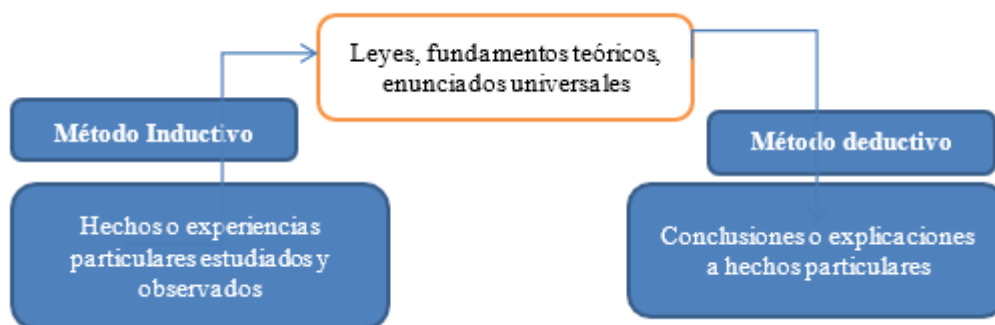 Leyes, fundamentos teóricos,
enunciados universales
Método Inductivo
Método deductivo
Hechos o experiencias
particulares estudiados y
observados
Conclusiones o explicaciones
a hechos particulares